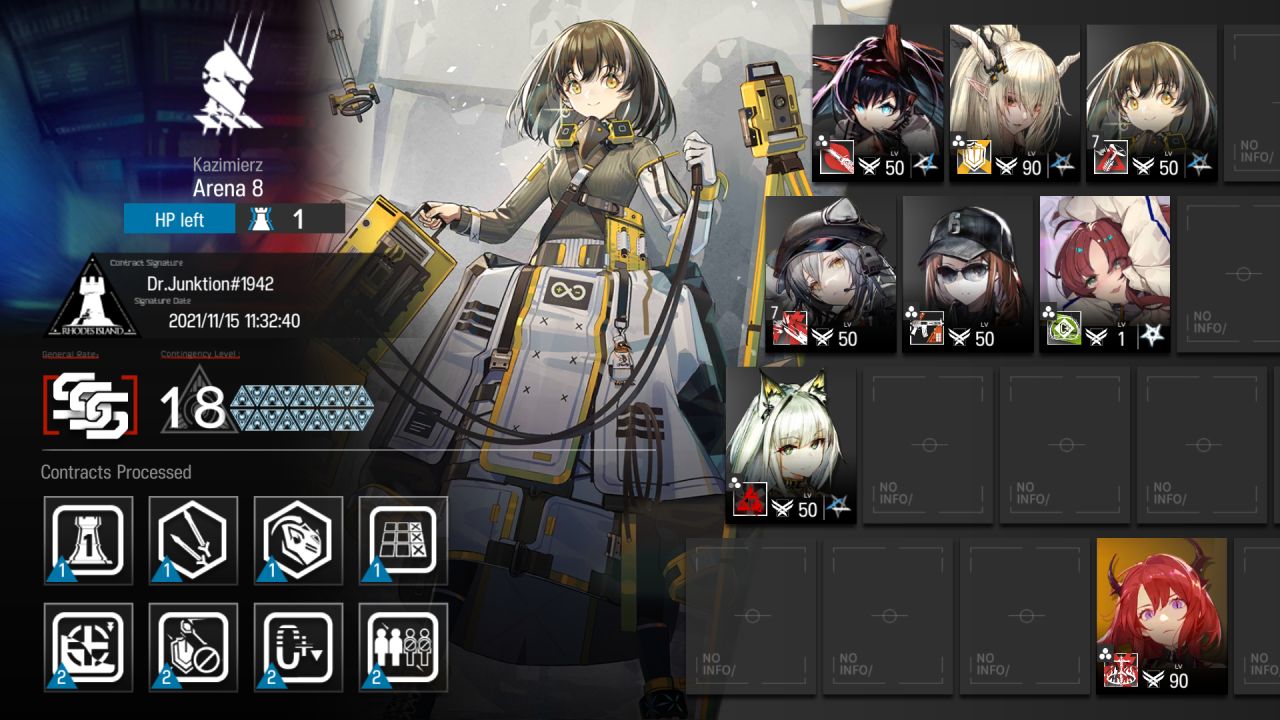 Kazimierz
Arena 8
HP left 1
Contract Signature
Dr.Junktion#1942
Signature Date
2021/11/15 11:32:40
RHODES ISLAND
General Rate:
Contingency Level:
18
Contracts Processed
1
1 1 1 1
2 2 2 2
LV 50
LV 90
7 LV 50
NO
INFO/
7 LV 50
LV 50
LV 1
NO
INFO/
LV 50
NO
INFO/
NO
INFO/
NO
INFO/
NO
INFO/
NO
INFO/
NO
INFO/
LV 90
NO
INFO/